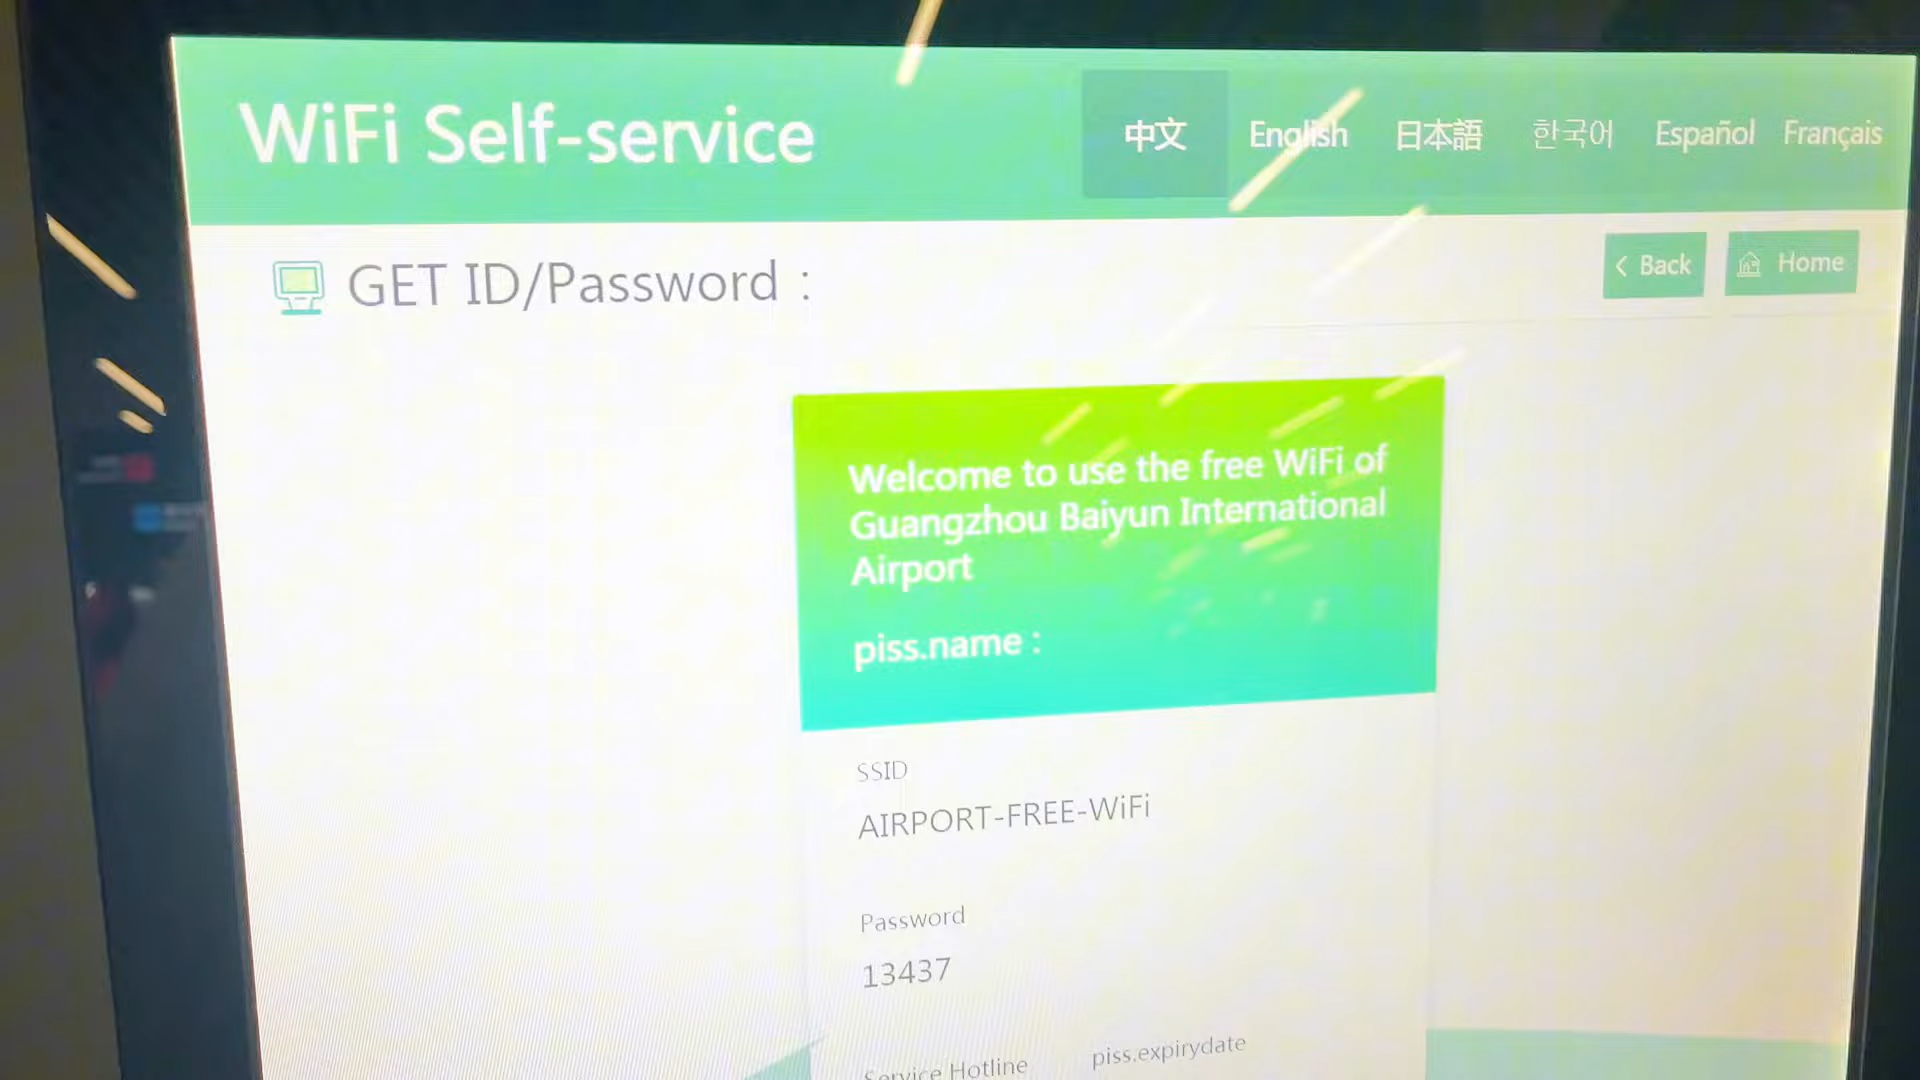 WiFi Self-service
中文 English 日本語 한국어 Español Français
GET ID/Password :
Back
Home
Welcome to use the free WiFi of
Guangzhou Baiyun International
Airport
piss.name :
SSID
AIRPORT-FREE-WiFi
Password
13437
Service Hotline piss.expirydate